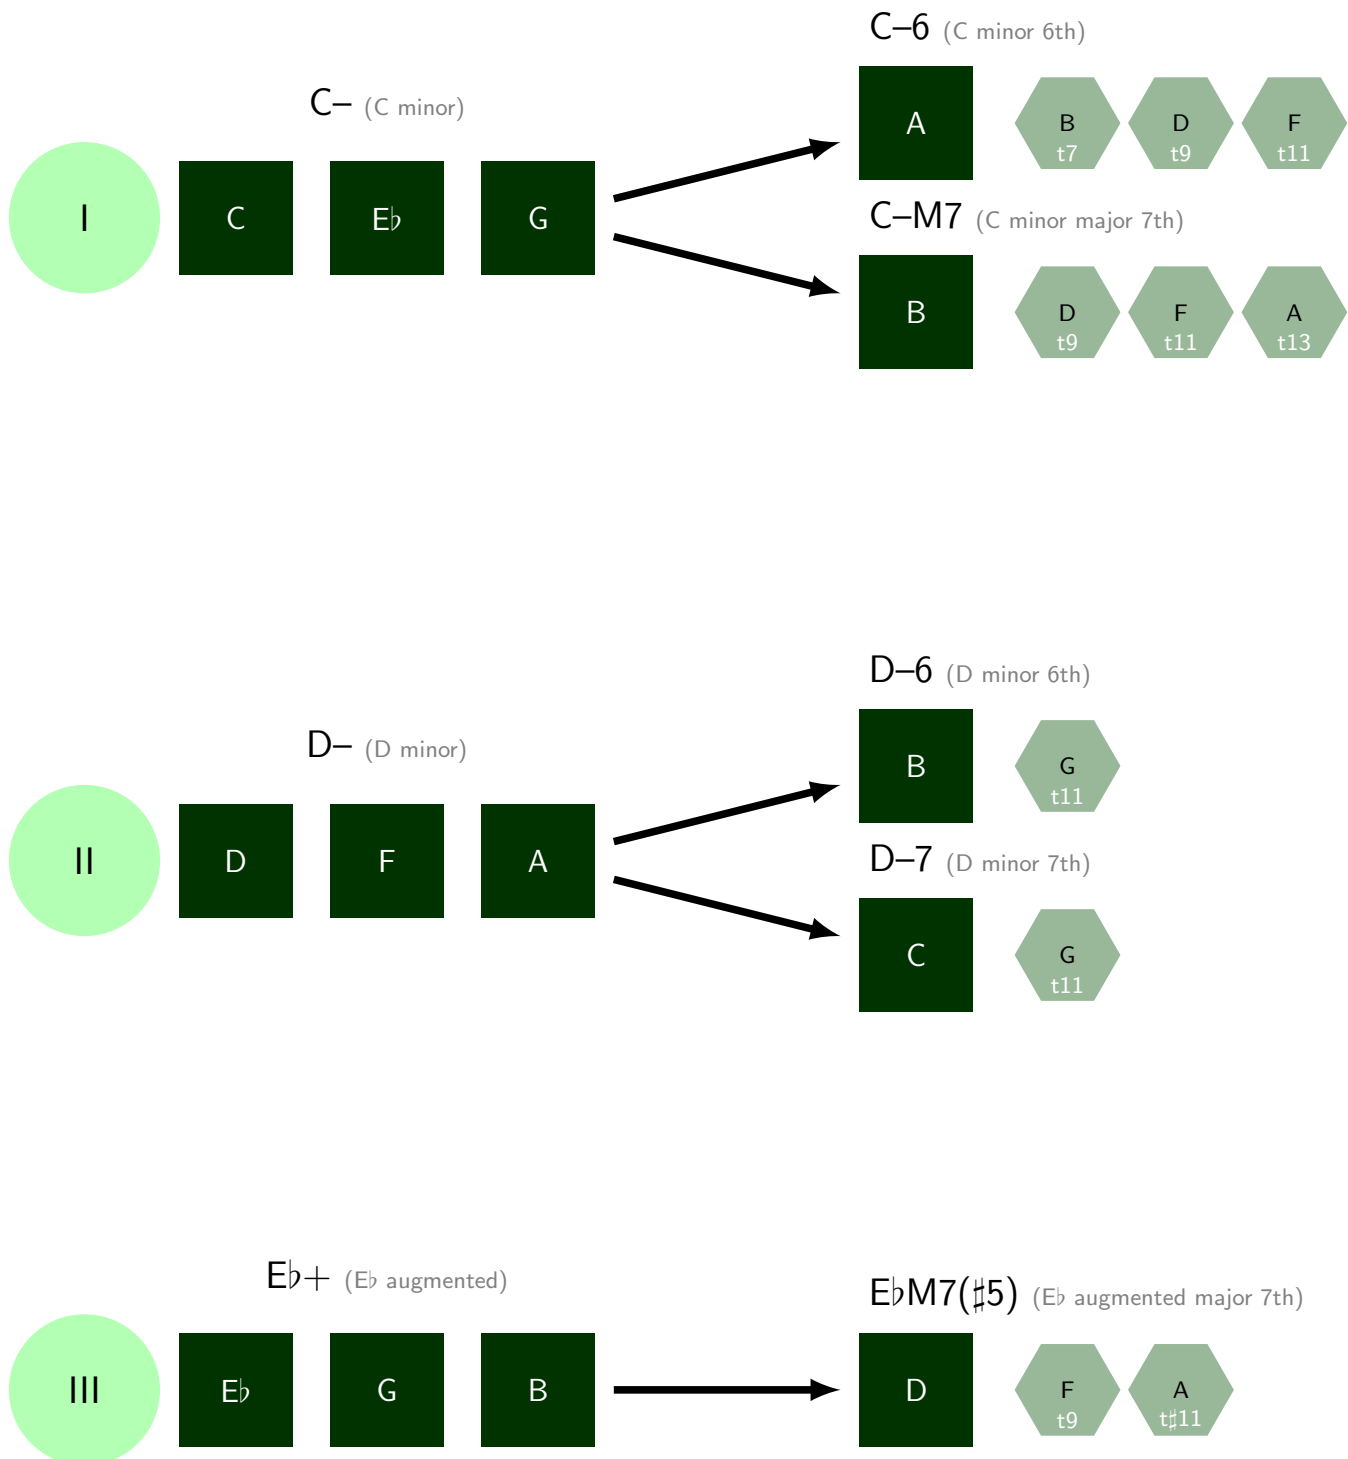 C–6 (C minor 6th)
C– (C minor)
A
B
t7
D
t9
F
t11
I
C
E♭
G
C–M7 (C minor major 7th)
B
D
t9
F
t11
A
t13
D–6 (D minor 6th)
D– (D minor)
B
G
t11
II
D
F
A
D–7 (D minor 7th)
C
G
t11
E♭+ (E♭ augmented)
E♭M7(♯5) (E♭ augmented major 7th)
III
E♭
G
B
D
F
t9
A
t♯11